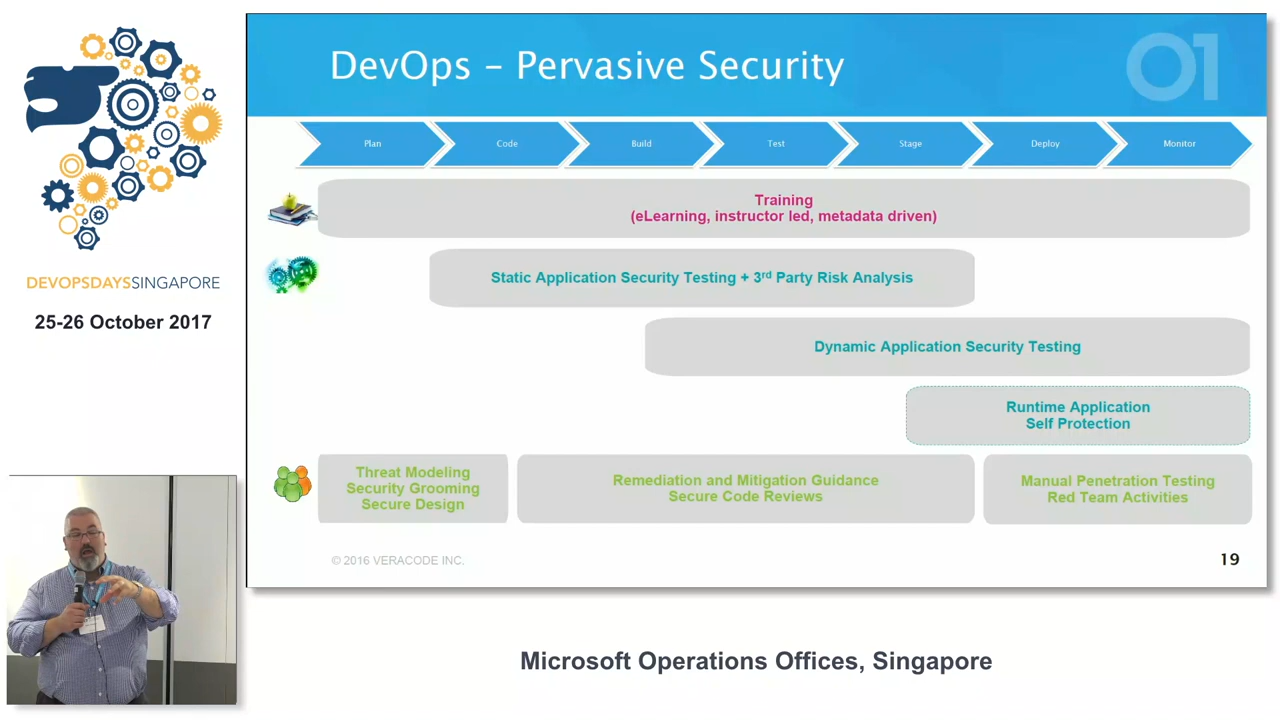 DevOps – Pervasive Security
01
Plan
Code
Build
Test
Stage
Deploy
Monitor
Training
(eLearning, instructor led, metadata driven)
Static Application Security Testing + 3rd Party Risk Analysis
Dynamic Application Security Testing
Runtime Application
Self Protection
Threat Modeling
Security Grooming
Secure Design
Remediation and Mitigation Guidance
Secure Code Reviews
Manual Penetration Testing
Red Team Activities
© 2016 VERACODE INC.
19
DEVOPSDAYSSINGAPORE
25-26 October 2017
Microsoft Operations Offices, Singapore